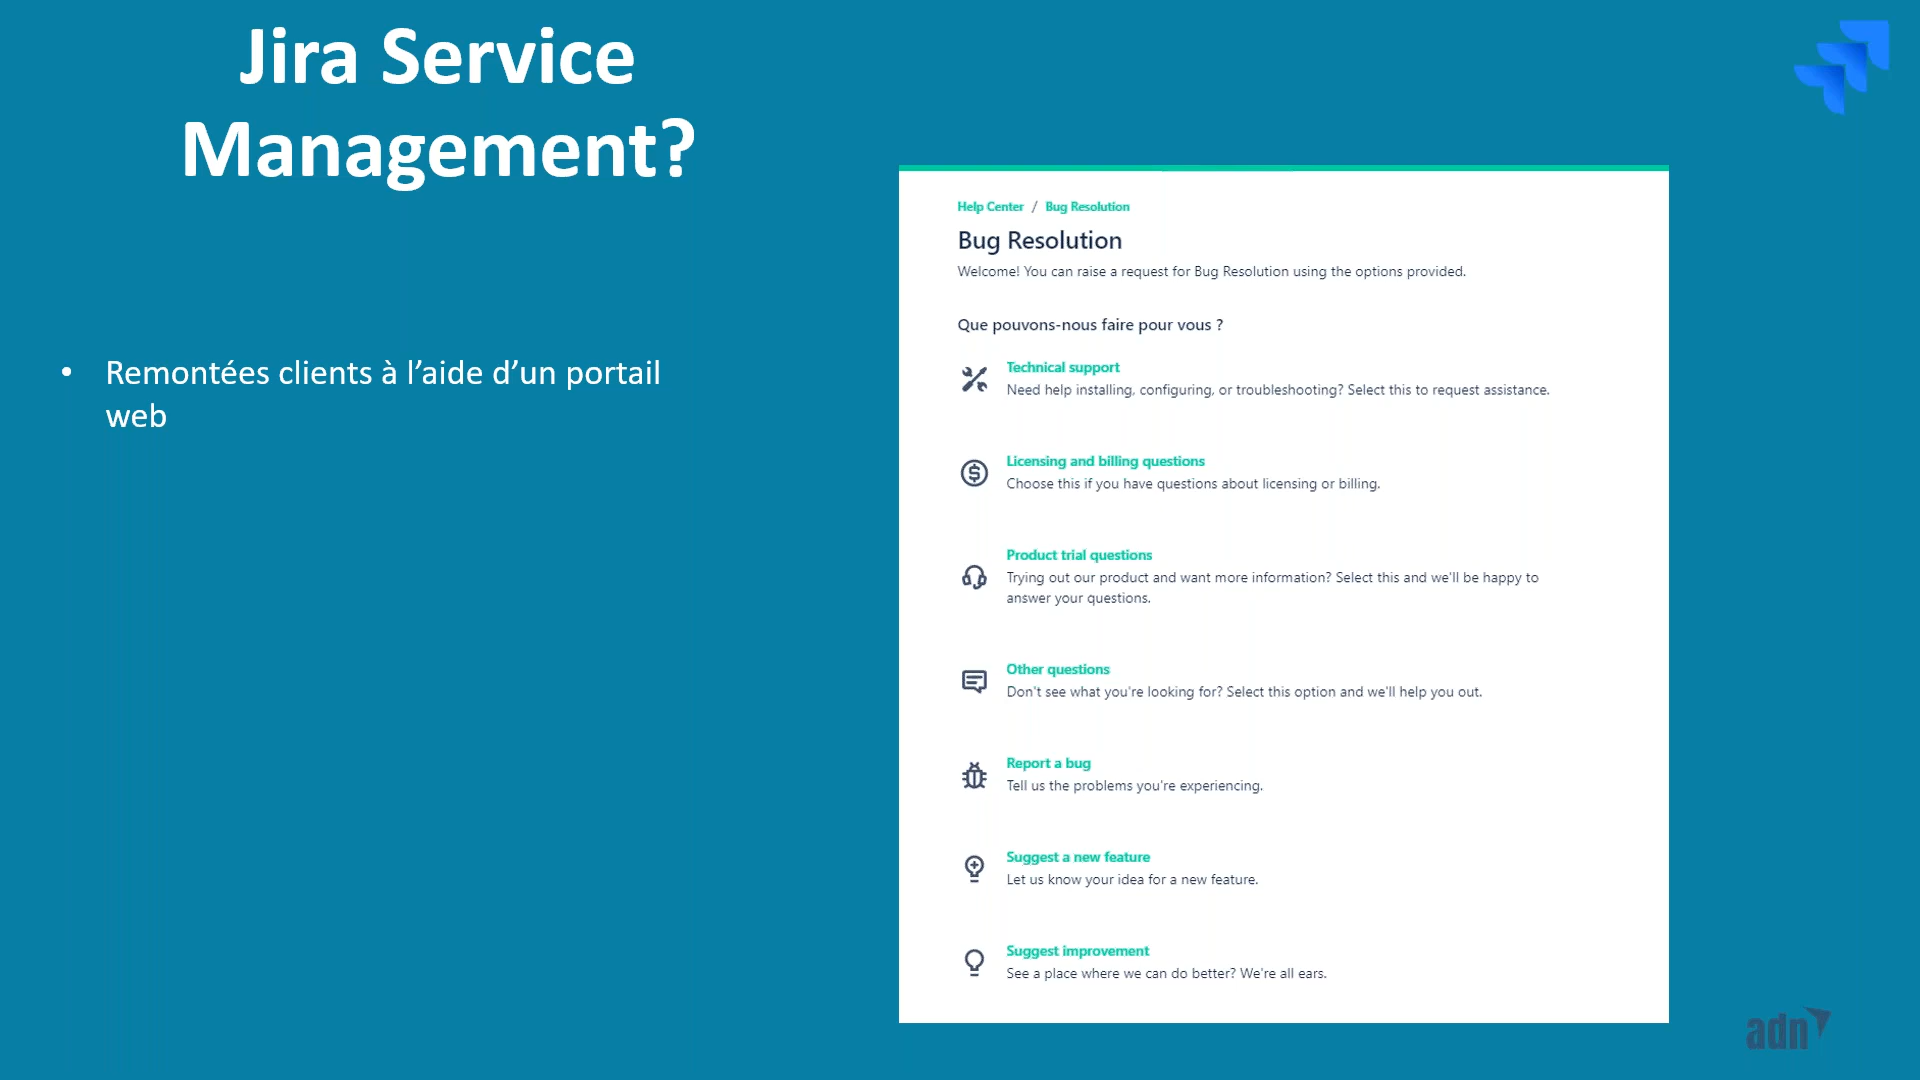 Jira Service
Management?
• Remontées clients à l’aide d’un portail
web
Help Center / Bug Resolution
Bug Resolution
Welcome! You can raise a request for Bug Resolution using the options provided.
Que pouvons-nous faire pour vous ?
Technical support
Need help installing, configuring, or troubleshooting? Select this to request assistance.
Licensing and billing questions
Choose this if you have questions about licensing or billing.
Product trial questions
Trying out our product and want more information? Select this and we'll be happy to
answer your questions.
Other questions
Don't see what you're looking for? Select this option and we'll help you out.
Report a bug
Tell us the problems you're experiencing.
Suggest a new feature
Let us know your idea for a new feature.
Suggest improvement
See a place where we can do better? We're all ears.
adn